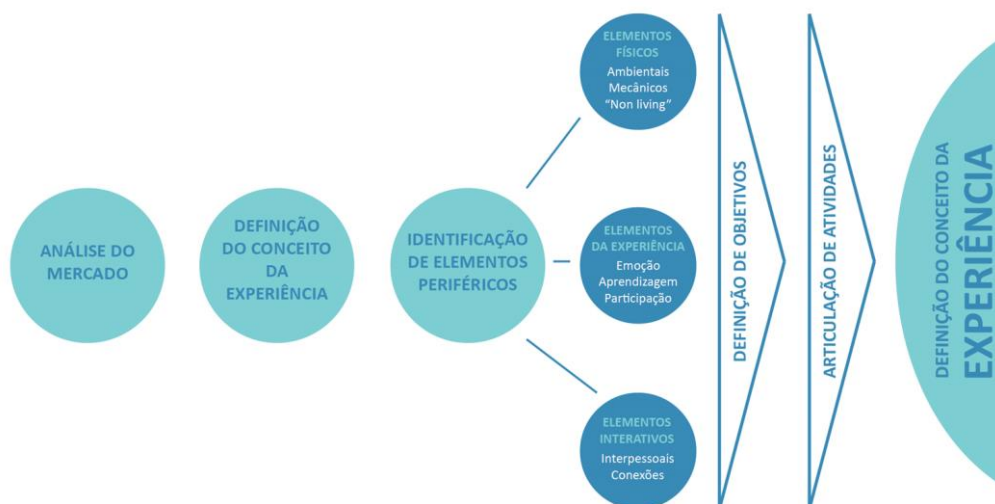 ANÁLISE DO
MERCADO
DEFINIÇÃO
DO CONCEITO
DA
EXPERIÊNCIA
IDENTIFICAÇÃO
DE ELEMENTOS
PERIFÉRICOS
ELEMENTOS
FÍSICOS
Ambientais
Mecânicos
“Non living”
ELEMENTOS
DA EXPERIÊNCIA
Emoção
Aprendizagem
Participação
ELEMENTOS
INTERATIVOS
Interpessoais
Conexões
DEFINIÇÃO DE OBJETIVOS
ARTICULAÇÃO DE ATIVIDADES
DEFINIÇÃO DO CONCEITO DA
EXPERIÊNCIA